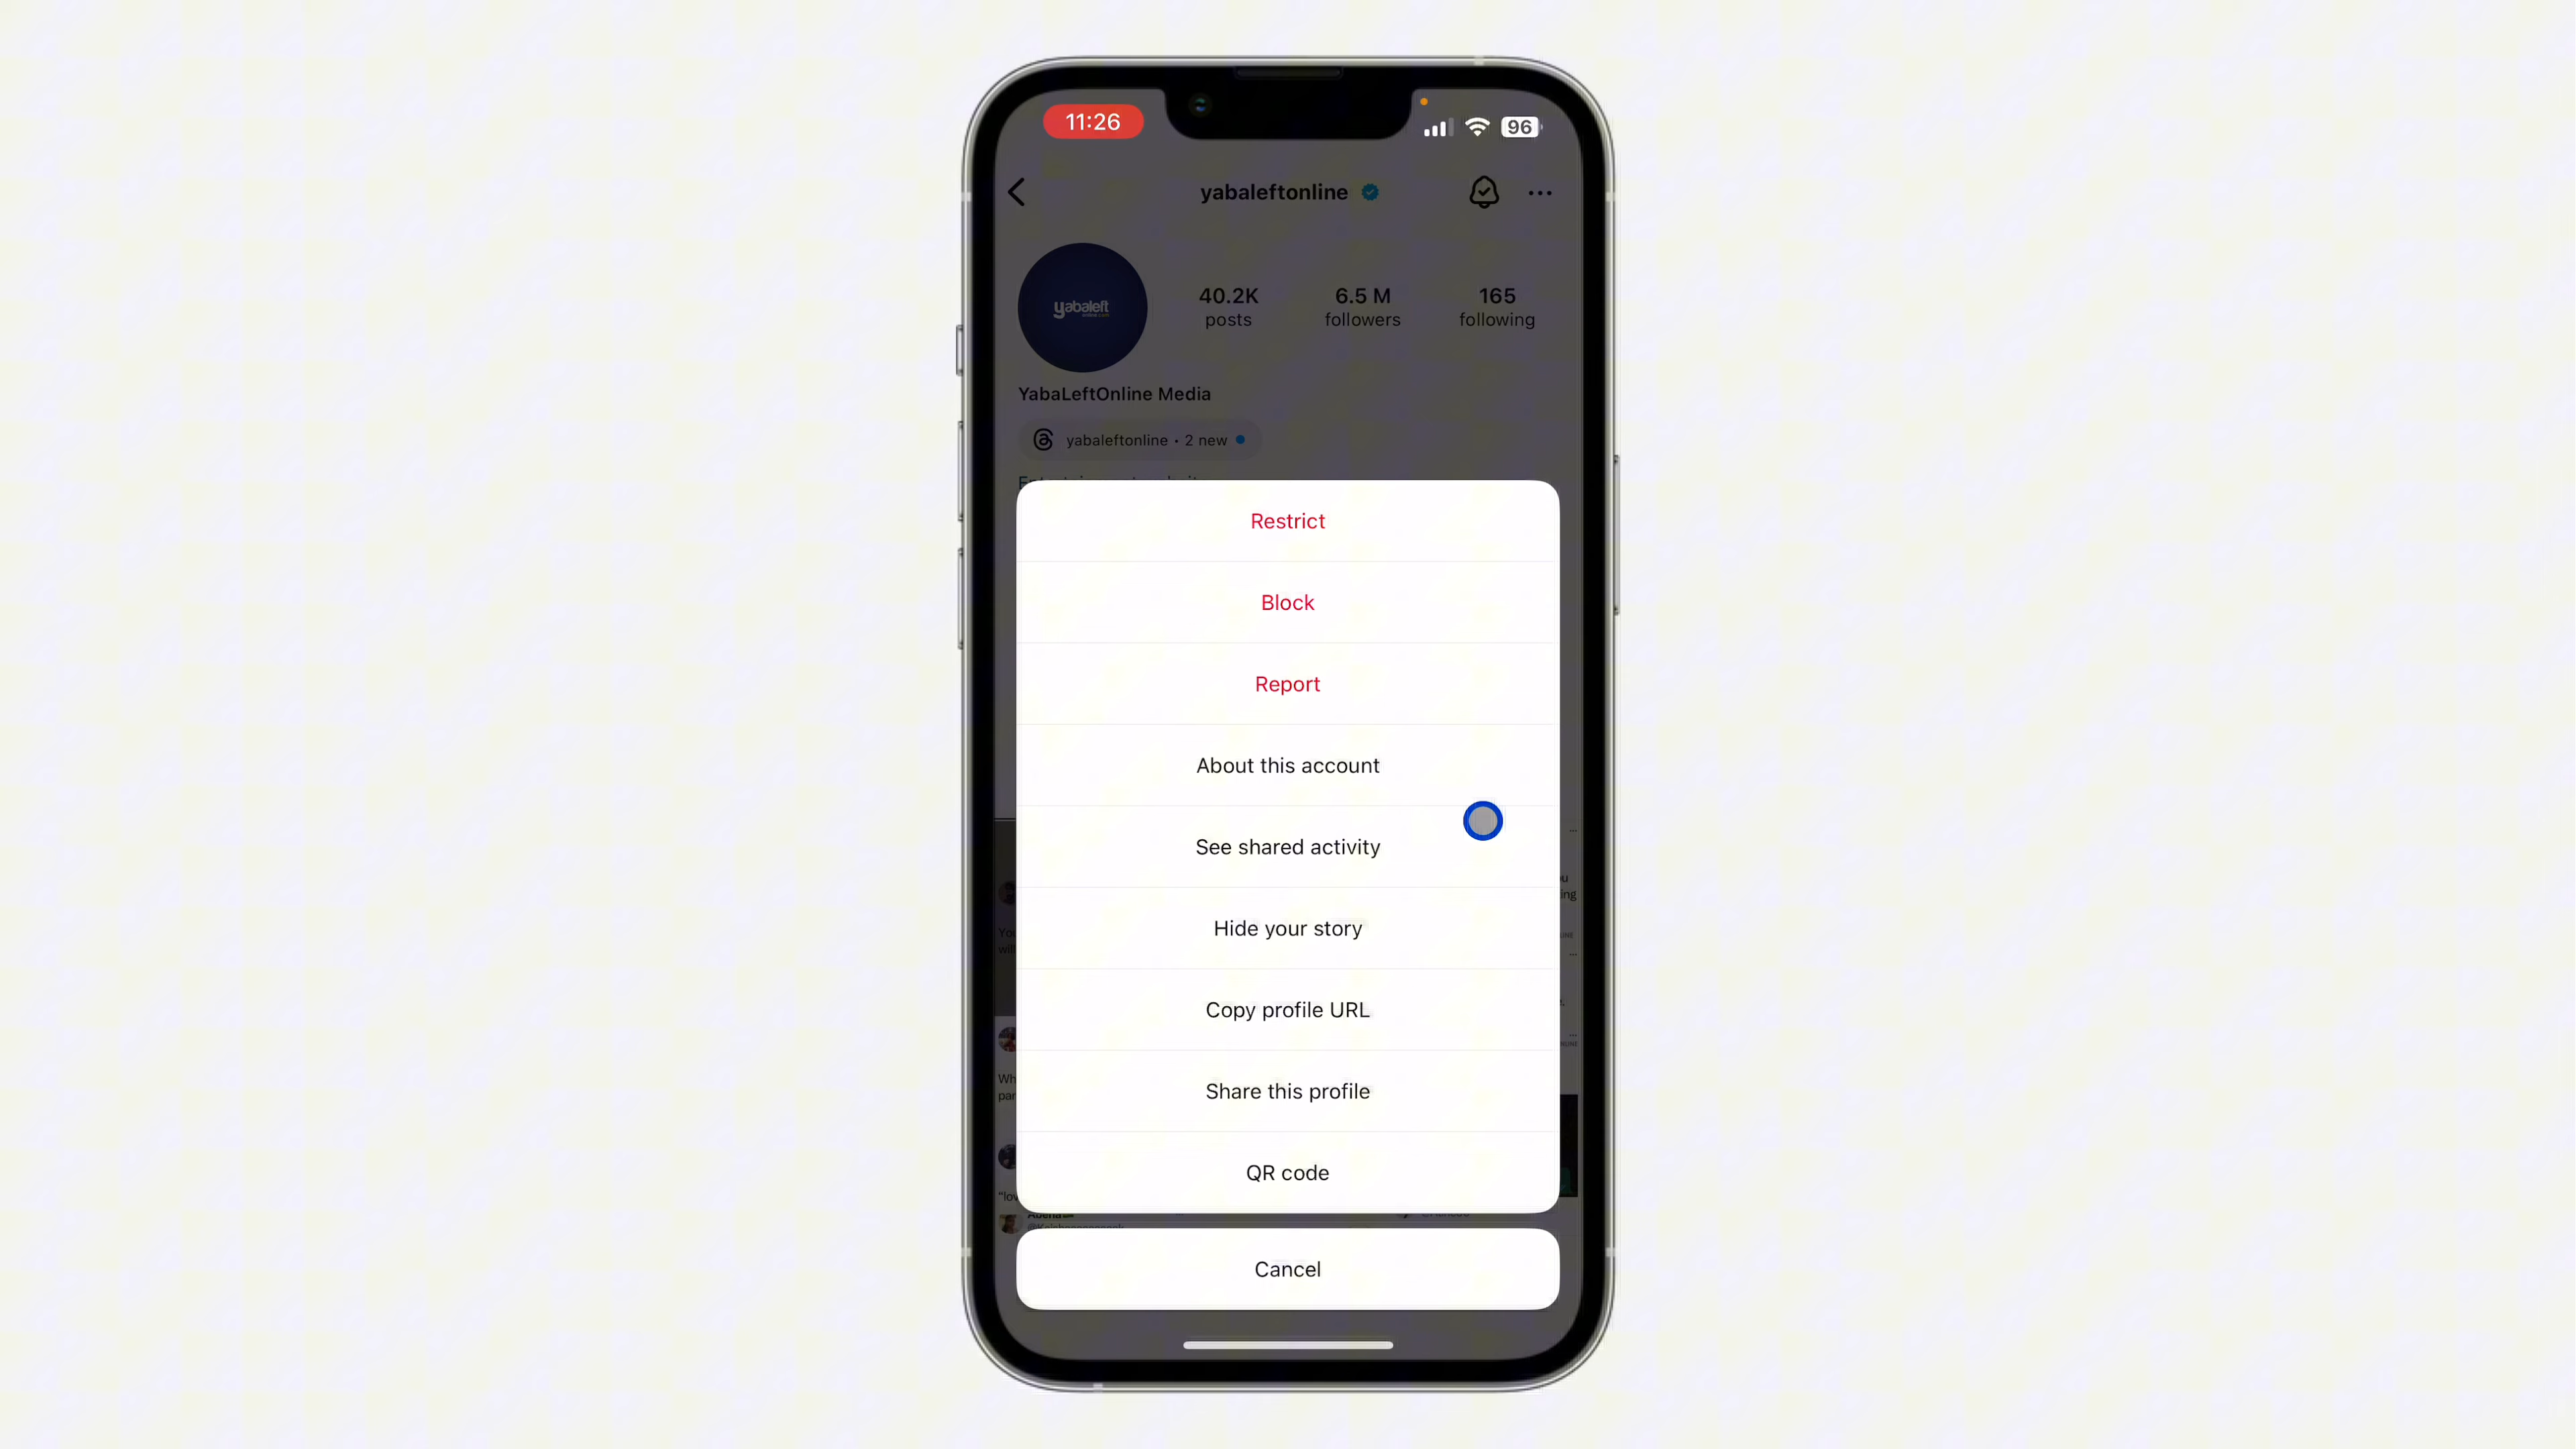 11:26
96
yabaleftonline
yabaleft
40.2K
posts
6.5 M
followers
165
following
YabaLeftOnline Media
yabaleftonline • 2 new
Restrict
Block
Report
About this account
See shared activity
Hide your story
Copy profile URL
Share this profile
QR code
Cancel